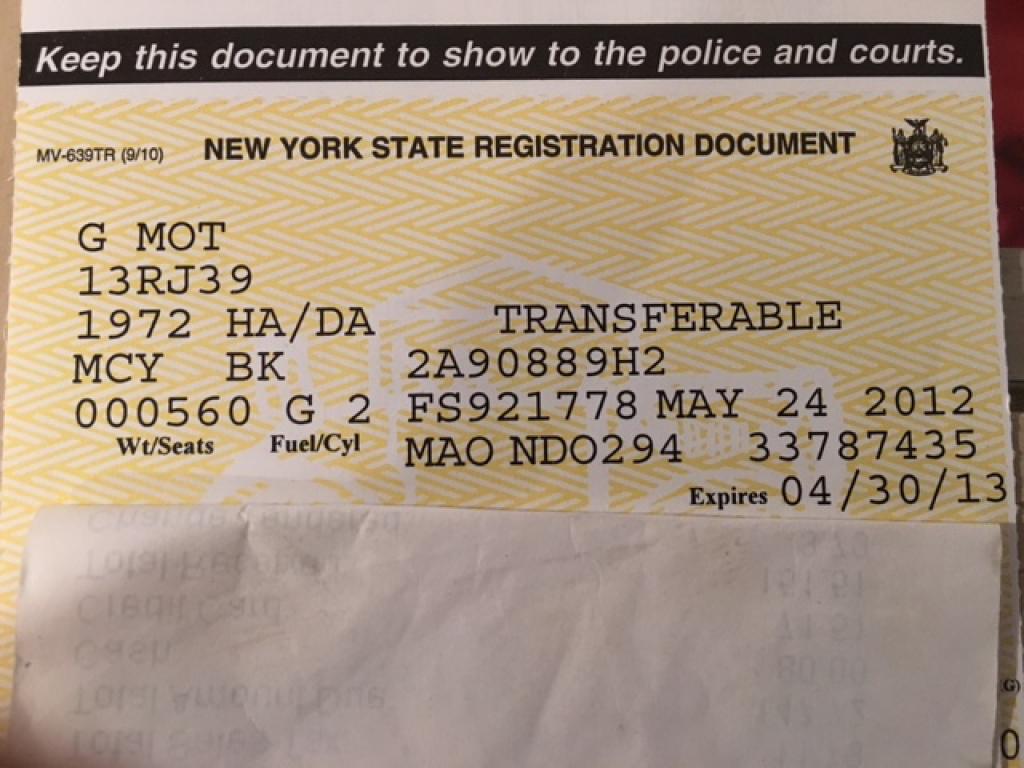 Keep this document to show to the police and courts.
MV-639TR (9/10) NEW YORK STATE REGISTRATION DOCUMENT
G MOT
13RJ39
1972 HA/DA TRANSFERABLE
MCY BK 2A90889H2
000560 G 2 FS921778 MAY 24 2012
Wt/Seats Fuel/Cyl MAO NDO294 33787435
Expires 04/30/13